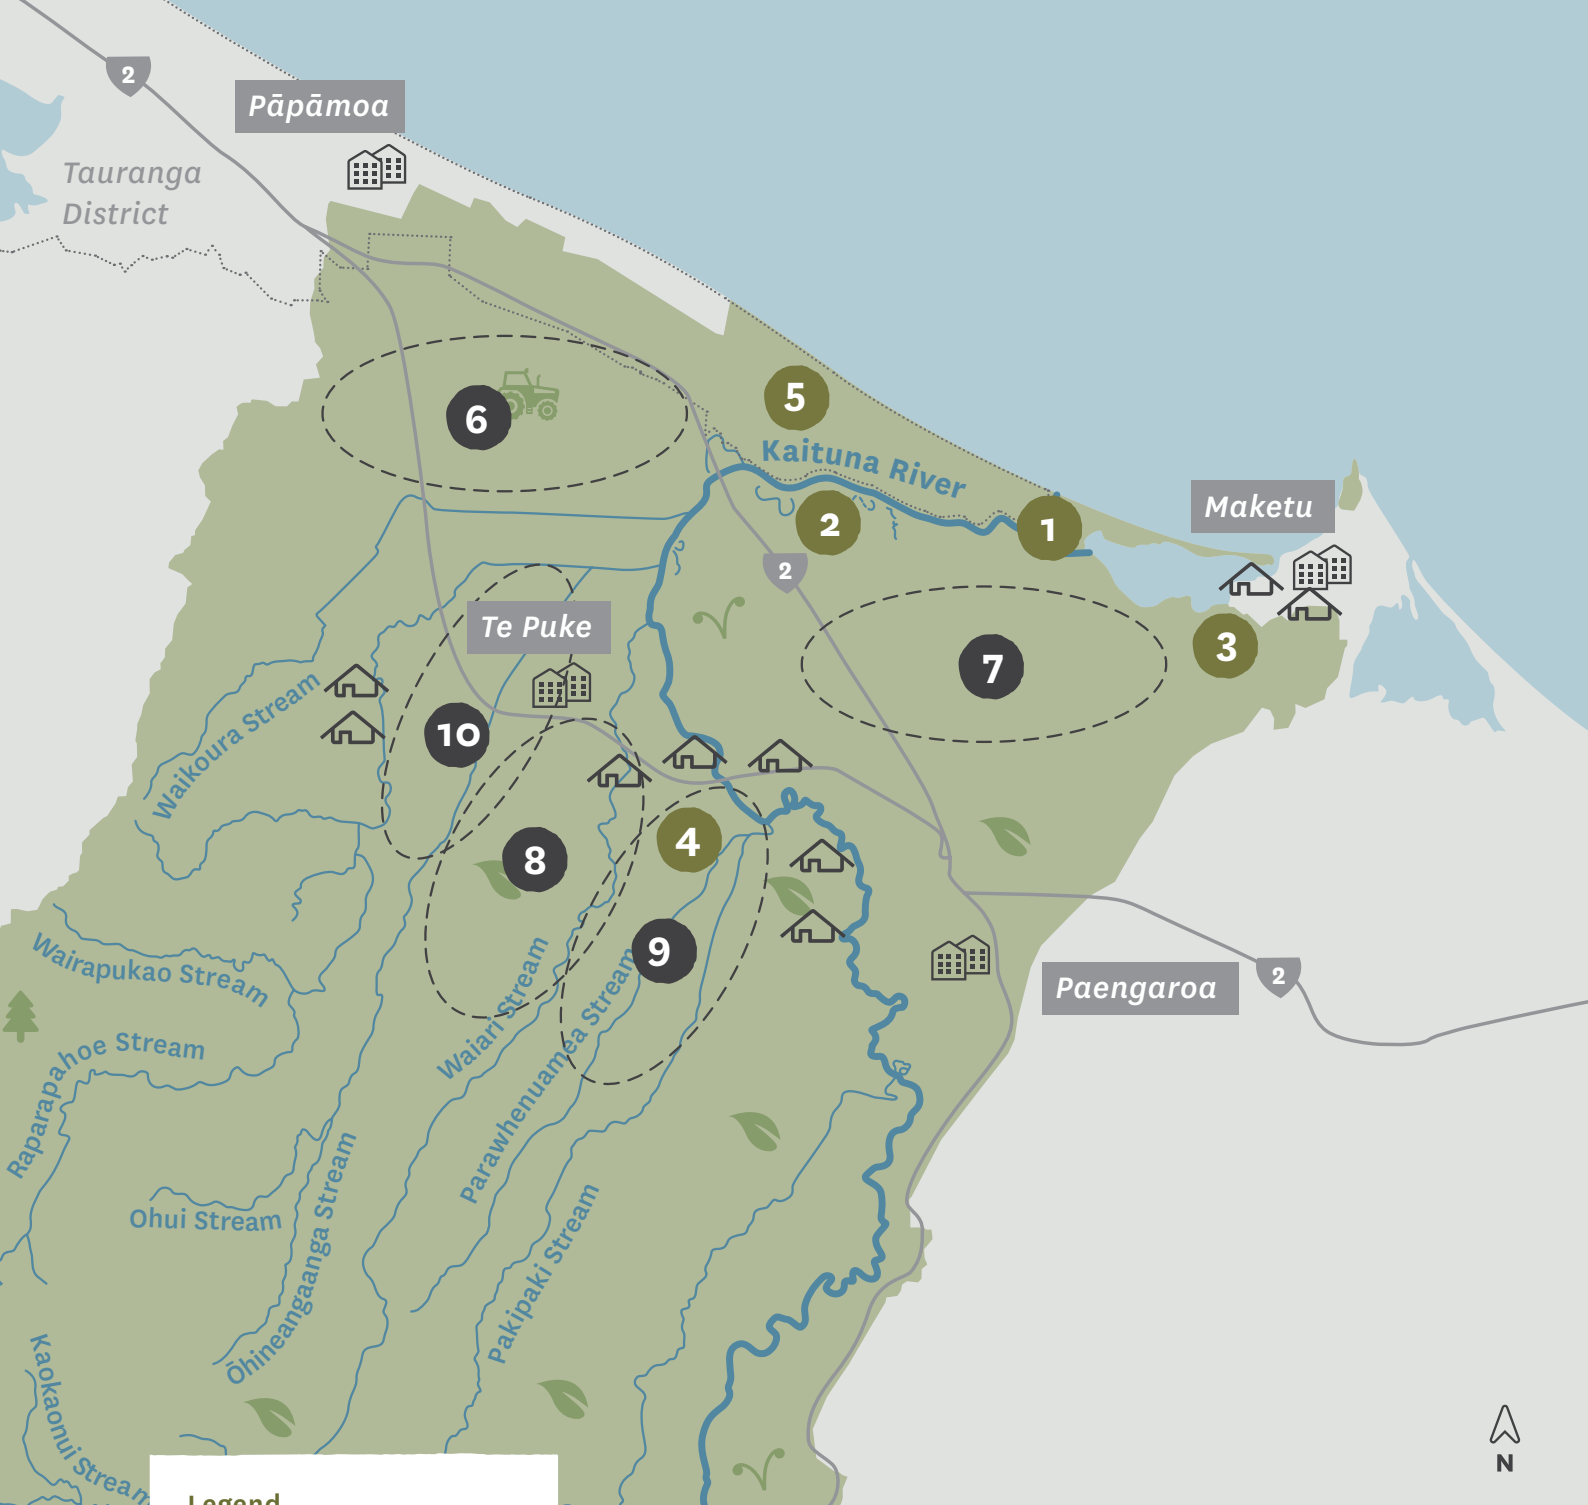 2
Pāpāmoa
Tauranga
District
6
5
Kaituna River
2
1
Maketu
2
Te Puke
7
3
Waikoura Stream
10
4
8
9
Wairapukao Stream
Paengaroa
2
Waiari Stream
Parawhenuamea Stream
Raparapahoe Stream
Ohui Stream
Ōhineangaanga Stream
Pakipaki Stream
Kaokaonui Stream
N
Legend